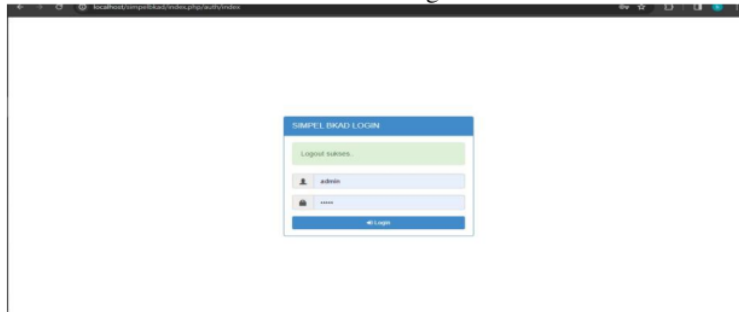 localhost/simpelbkad/index.php/auth/index
SIMPEL BKAD LOGIN
Logout sukses..
admin
•••••
Login